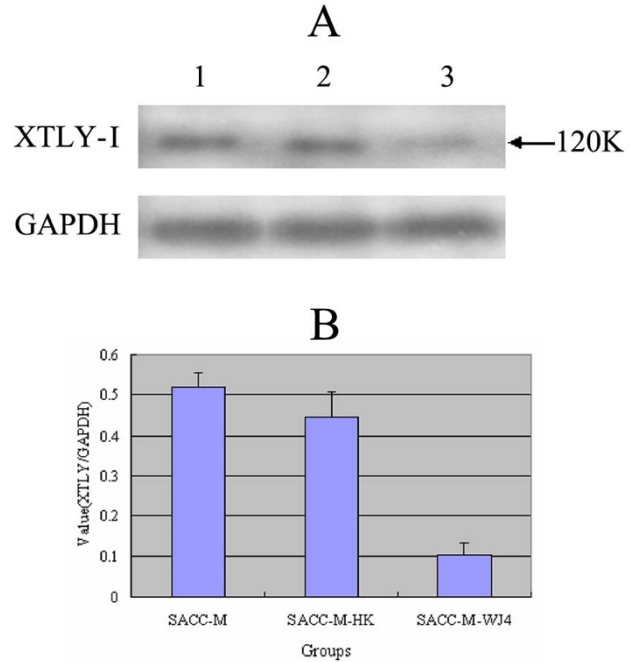 A
1 2 3
XTLY-I 120K
GAPDH
B
0.6
0.5
0.4
0.3
0.2
0.1
0
Value(XTLY/GAPDH)
SACC-M SACC-M-HK SACC-M-WJ4
Groups